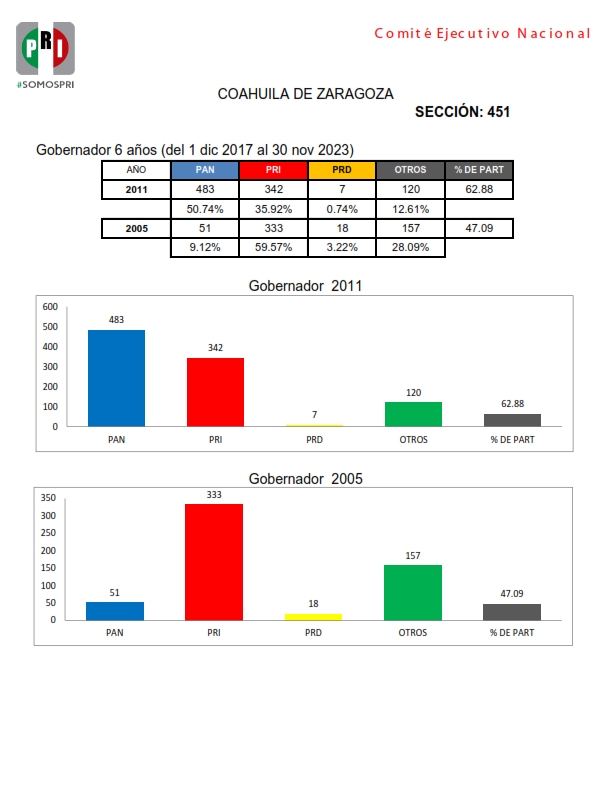 Comité Ejecutivo Nacional
PRI
#SOMOSPRI
COAHUILA DE ZARAGOZA
SECCIÓN: 451
Gobernador 6 años (del 1 dic 2017 al 30 nov 2023)
AÑO PAN PRI PRD OTROS % DE PART
2011 483 342 7 120 62.88
50.74% 35.92% 0.74% 12.61%
2005 51 333 18 157 47.09
9.12% 59.57% 3.22% 28.09%
Gobernador 2011
600
500
400
300
200
100
0
483
342
7
120
62.88
PAN PRI PRD OTROS % DE PART
Gobernador 2005
350
300
250
200
150
100
50
0
51
333
18
157
47.09
PAN PRI PRD OTROS % DE PART